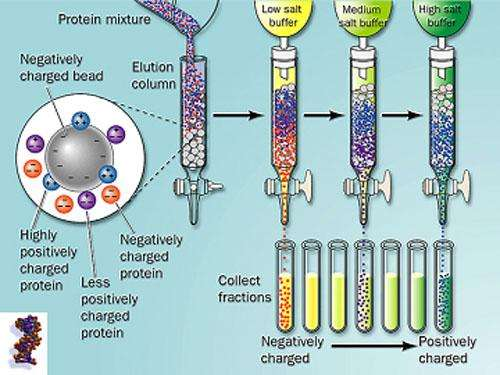 Protein mixture
Low salt
buffer
Medium
salt buffer
High salt
buffer
Negatively
charged bead
Elution
column
Highly
positively
charged
protein
Less
positively
charged
protein
Negatively
charged
protein
Collect
fractions
Negatively
charged
Positively
charged